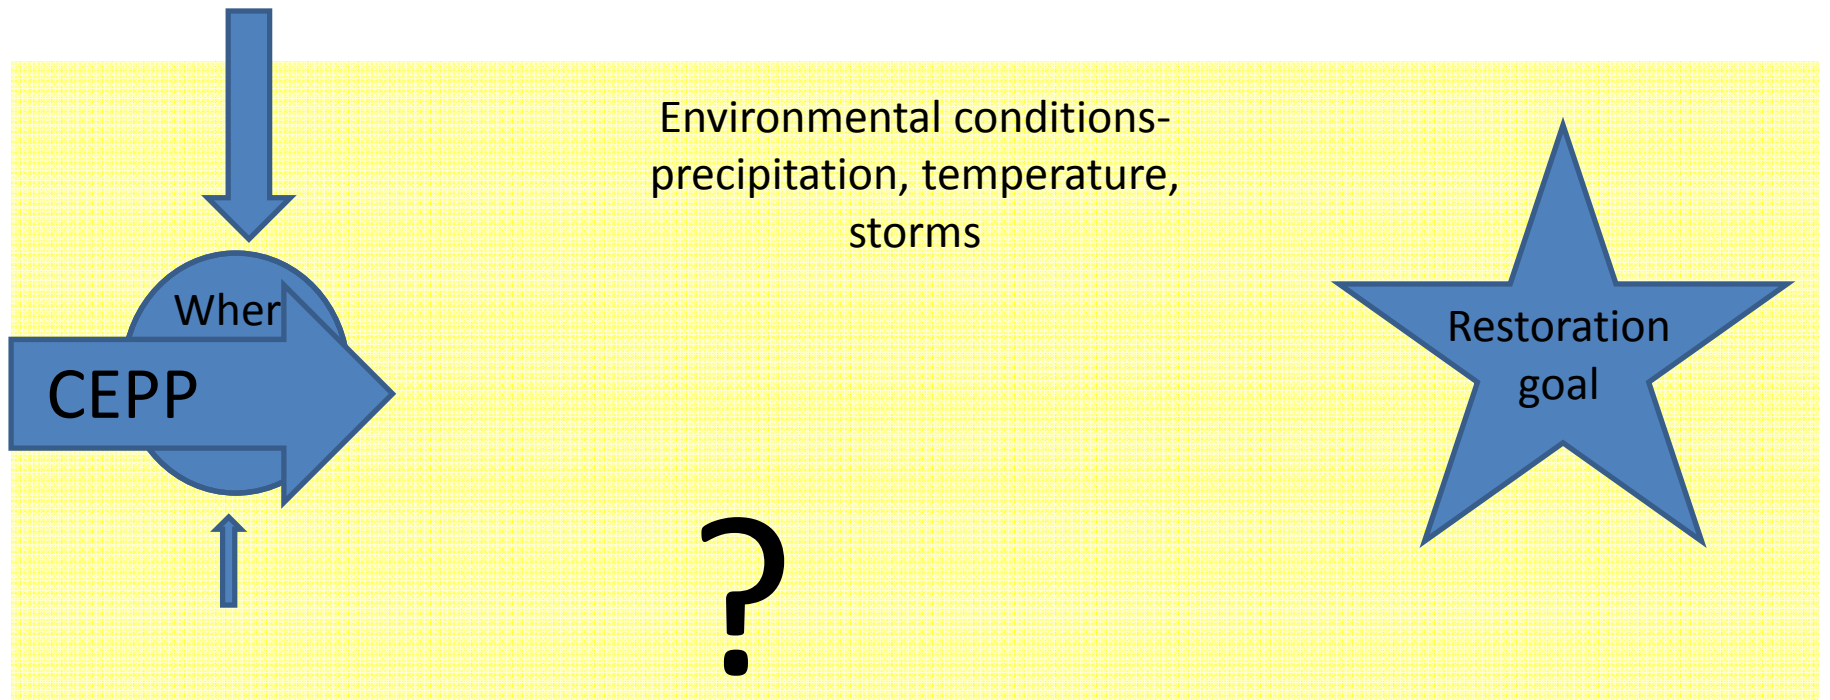 Environmental conditions-
precipitation, temperature,
storms
Wher
CEPP
Restoration
goal
?